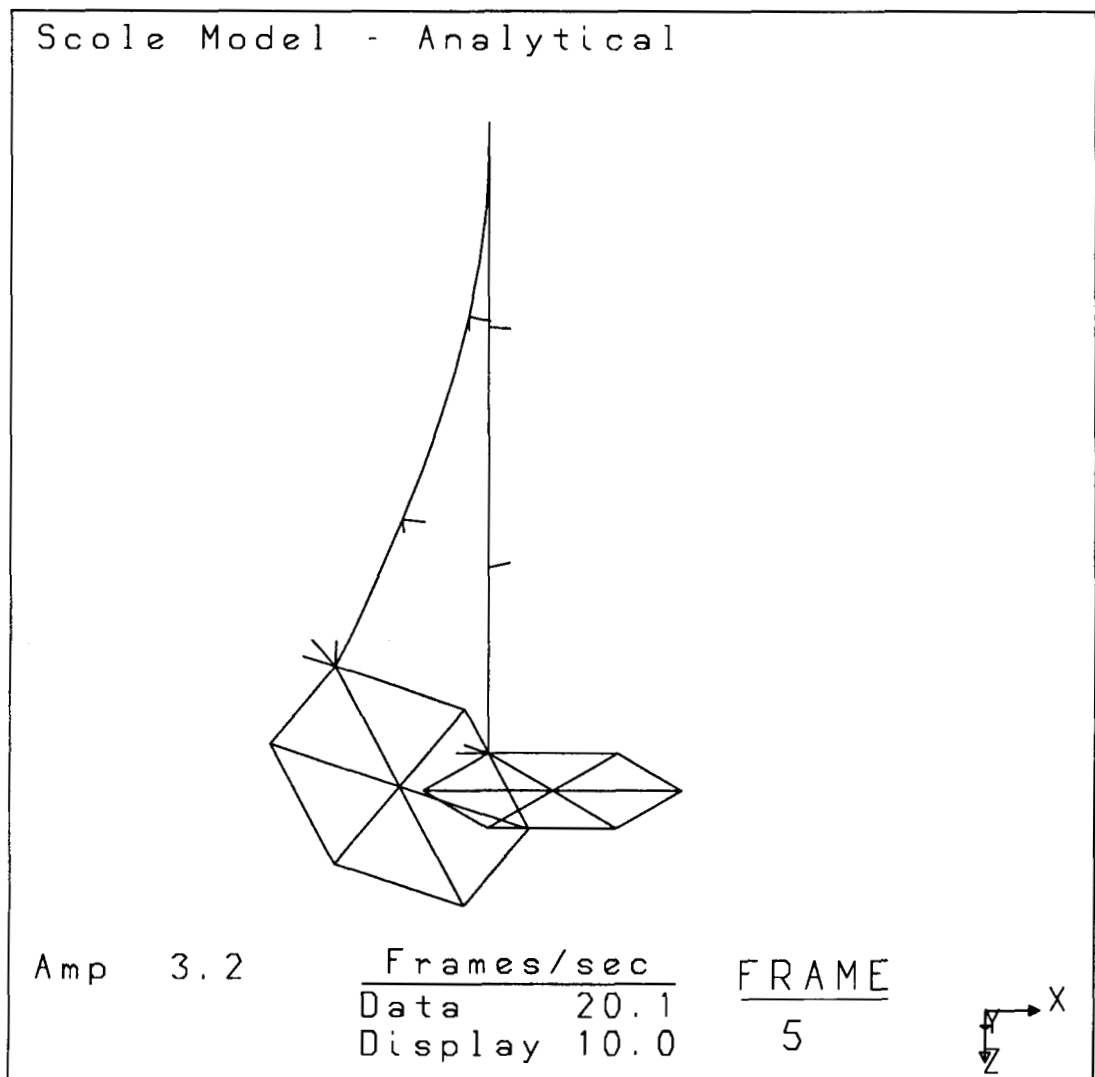 Scole Model - Analytical
Amp 3.2
Frames/sec
Data 20.1
Display 10.0
FRAME
5
X
Y
Z